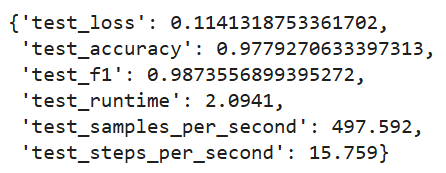 {'test_loss': 0.1141318753361702,
'test_accuracy': 0.9779270633397313,
'test_f1': 0.9873556899395272,
'test_runtime': 2.0941,
'test_samples_per_second': 497.592,
'test_steps_per_second': 15.759}